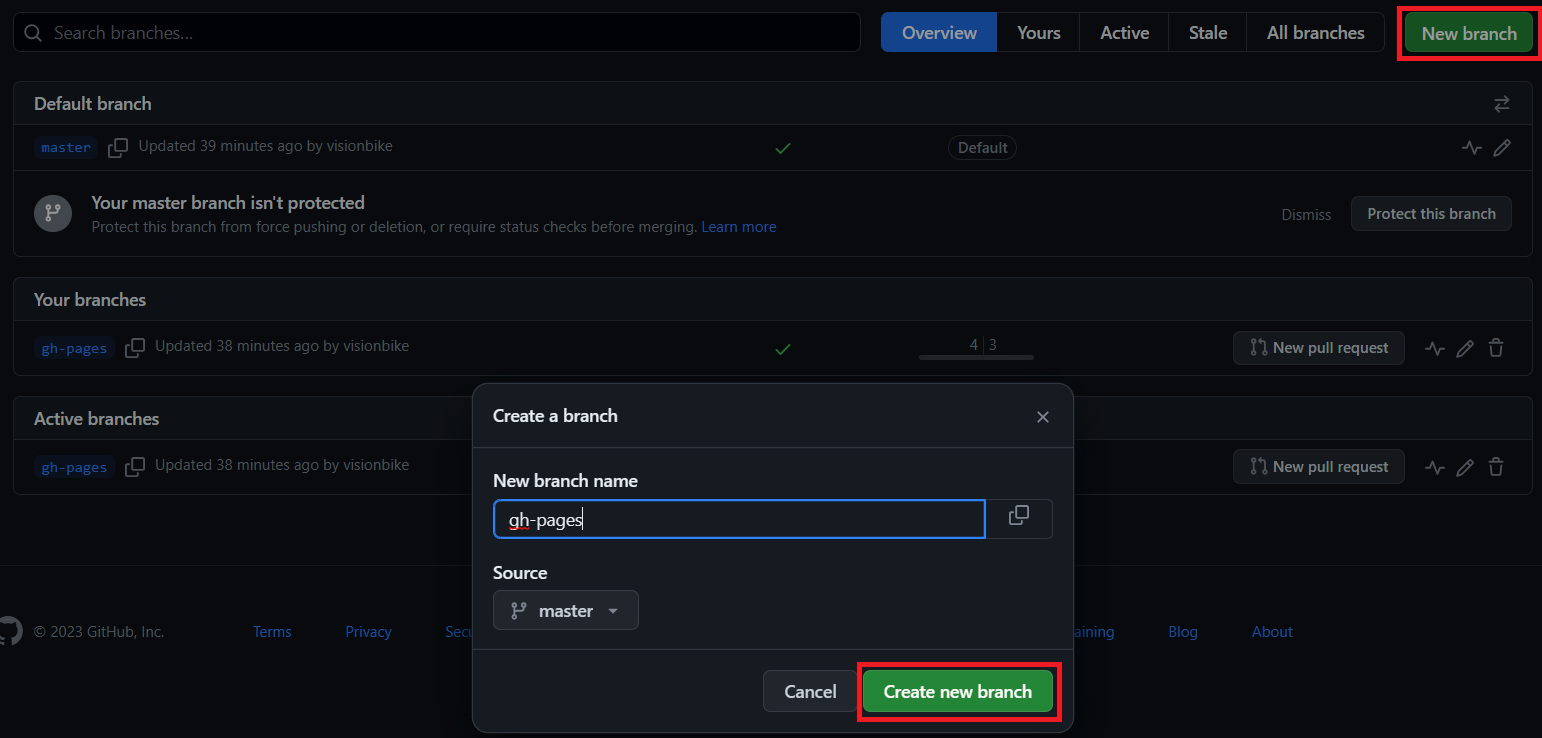 Search branches...
Overview Yours Active Stale All branches New branch
Default branch
master Updated 39 minutes ago by visionbike Default
Your master branch isn't protected
Protect this branch from force pushing or deletion, or require status checks before merging. Learn more
Dismiss Protect this branch
Your branches
gh-pages Updated 38 minutes ago by visionbike 4 3 New pull request
Active branches
gh-pages Updated 38 minutes ago by visionbike New pull request
Create a branch
New branch name
gh-pages
Source
master
Cancel Create new branch
© 2023 GitHub, Inc. Terms Privacy Secu aining Blog About